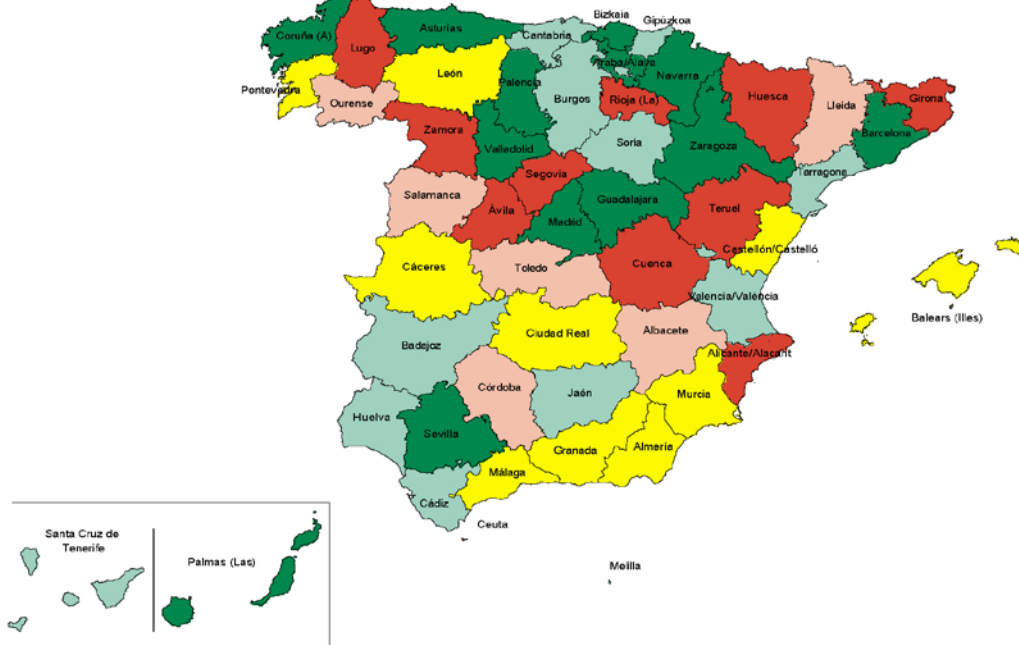 Bizkaia
Gipúzkoa
Coruña (A)
Asturias
Cantabria
Lugo
Araba/Álava
León
Navarra
Palencia
Pontevedra
Ourense
Burgos
Rioja (La)
Huesca
Lleida
Girona
Zamora
Barcelona
Valladolid
Soria
Zaragoza
Tarragona
Segovia
Salamanca
Guadalajara
Ávila
Teruel
Madrid
Castellón/Castelló
Cáceres
Toledo
Cuenca
Valencia/València
Balears (Illes)
Ciudad Real
Albacete
Badajoz
Alicante/Alacant
Córdoba
Jaén
Murcia
Huelva
Sevilla
Granada
Almería
Málaga
Cádiz
Ceuta
Santa Cruz de
Tenerife
Palmas (Las)
Melilla